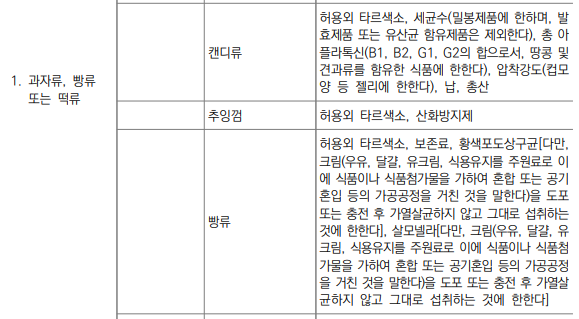 허용외 타르색소, 세균수(밀봉제품에 한하며, 발
효제품 또는 유산균 함유제품은 제외한다), 총 아
캔디류
플라톡신(B1, B2, G1, G2의 합으로서, 땅콩 및
견과류를 함유한 식품에 한한다), 압착강도(컵모
1. 과자류, 빵류
양 등 젤리에 한한다), 납, 총산
또는 떡류
추잉껌
허용외 타르색소, 산화방지제
허용외 타르색소, 보존료, 황색포도상구균[다만,
크림(우유, 달걀, 유크림, 식용유지를 주원료로 이
에 식품이나 식품첨가물을 가하여 혼합 또는 공기
혼입 등의 가공공정을 거친 것을 말한다)을 도포
또는 충전 후 가열살균하지 않고 그대로 섭취하는
빵류
것에 한한다], 살모넬라[다만, 크림(우유, 달걀, 유
크림, 식용유지를 주원료로 이에 식품이나 식품첨
가물을 가하여 혼합 또는 공기혼입 등의 가공공정
을 거친 것을 말한다)을 도포 또는 충전 후 가열살
균하지 않고 그대로 섭취하는 것에 한한다]